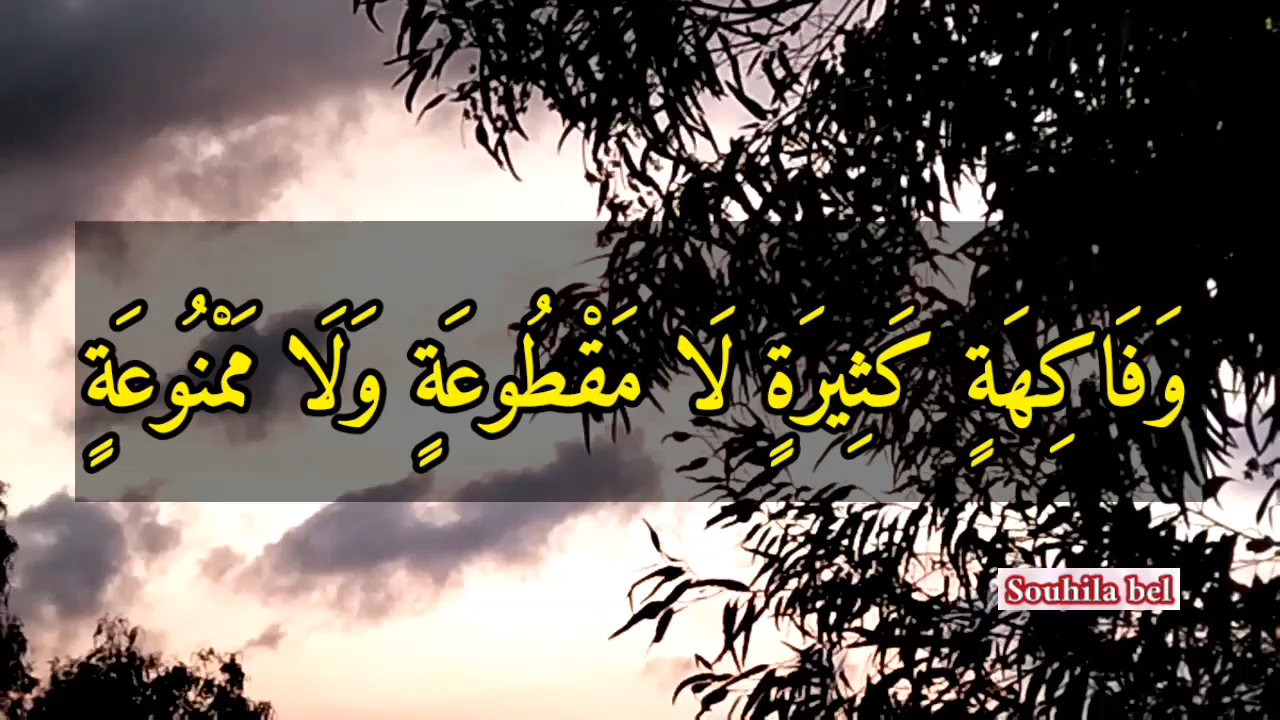 وَفَاكِهَةٍ كَثِيرَةٍ لَا مَقْطُوعَةٍ وَلَا مَمْنُوعَةٍ
Souhila bel